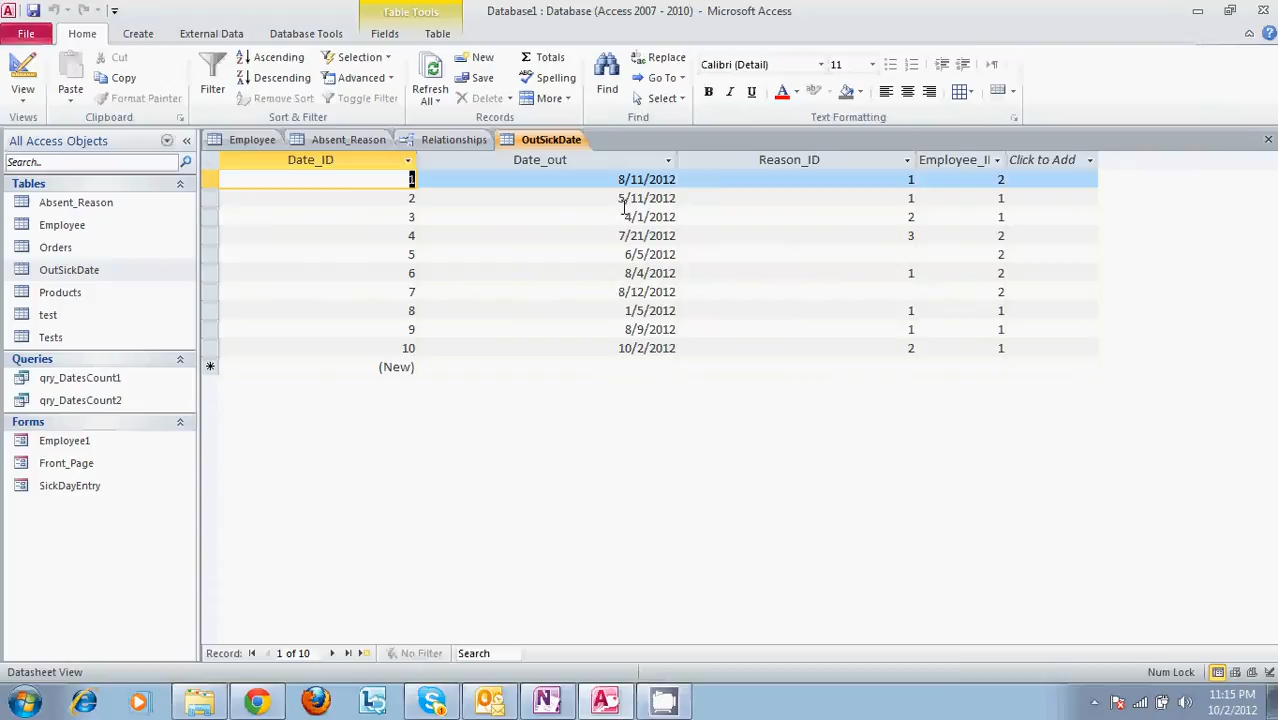 Table Tools
Database1 : Database (Access 2007 - 2010) - Microsoft Access
File Home Create External Data Database Tools Fields Table
View
Views
Paste
Cut
Copy
Format Painter
Clipboard
Filter
Ascending
Descending
Remove Sort
Selection
Advanced
Toggle Filter
Sort & Filter
Refresh All
New
Save
Delete
Totals
Spelling
More
Records
Find
Replace
Go To
Select
Find
Calibri (Detail) 11
B I U A
Text Formatting
All Access Objects
Search...
Tables
Absent_Reason
Employee
Orders
OutSickDate
Products
test
Tests
Queries
qry_DatesCount1
qry_DatesCount2
Forms
Employee1
Front_Page
SickDayEntry
Employee Absent_Reason Relationships OutSickDate
Date_ID Date_out Reason_ID Employee_II Click to Add
1 8/11/2012 1 2
2 5/11/2012 1 1
3 4/1/2012 2 1
4 7/21/2012 3 2
5 6/5/2012 2
6 8/4/2012 1 2
7 8/12/2012 2
8 1/5/2012 1 1
9 8/9/2012 1 1
10 10/2/2012 2 1
(New)
Record: 1 of 10 No Filter Search
Datasheet View Num Lock
11:15 PM
10/2/2012